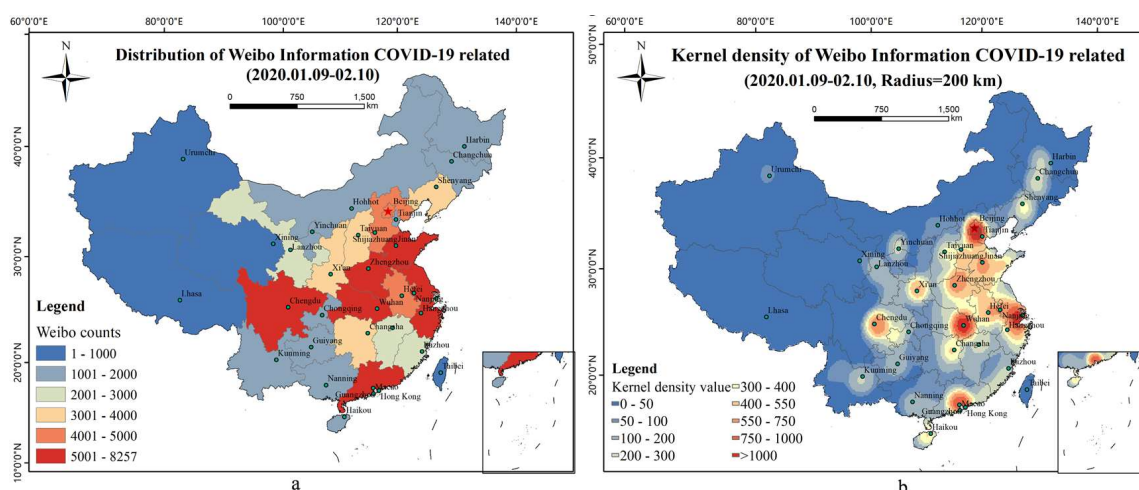 60°0'0"E
80°0'0"E
100°0'0"E
120°0'0"E
140°0'0"E
N
Distribution of Weibo Information COVID-19 related
(2020.01.09-02.10)
0 750 1,500
km
40°0'0"N
30°0'0"N
20°0'0"N
10°0'0"N
Urumchi
Harbin
Changchun
Shenyang
Hohhot
Beijing
Tianjin
Yinchuan
Taiyuan
Shijiazhuang
Jinan
Xining
Lanzhou
Zhengzhou
Xi'an
Lhasa
Chengdu
Chongqing
Hefei
Nanjing
Wuhan
Hangzhou
Changsha
Guiyang
Fuzhou
Kunming
Taibei
Nanning
Macao
Guangzhou
Hong Kong
Haikou
Legend
Weibo counts
1 - 1000
1001 - 2000
2001 - 3000
3001 - 4000
4001 - 5000
5001 - 8257
a
60°0'0"E
80°0'0"E
100°0'0"E
120°0'0"E
140°0'0"E
N
Kernel density of Weibo Information COVID-19 related
(2020.01.09-02.10, Radius=200 km)
0 750 1,500
km
50°0'0"N
40°0'0"N
30°0'0"N
20°0'0"N
Urumchi
Harbin
Changchun
Shenyang
Hohhot
Beijing
Tianjin
Yinchuan
Taiyuan
Shijiazhuang
Jinan
Xining
Lanzhou
Zhengzhou
Xi'an
Lhasa
Chengdu
Chongqing
Hefei
Nanjing
Wuhan
Hangzhou
Changsha
Guiyang
Fuzhou
Kunming
Taibei
Nanning
Macao
Guangzhou
Hong Kong
Haikou
Legend
Kernel density value
0 - 50
50 - 100
100 - 200
200 - 300
300 - 400
400 - 550
550 - 750
750 - 1000
>1000
b